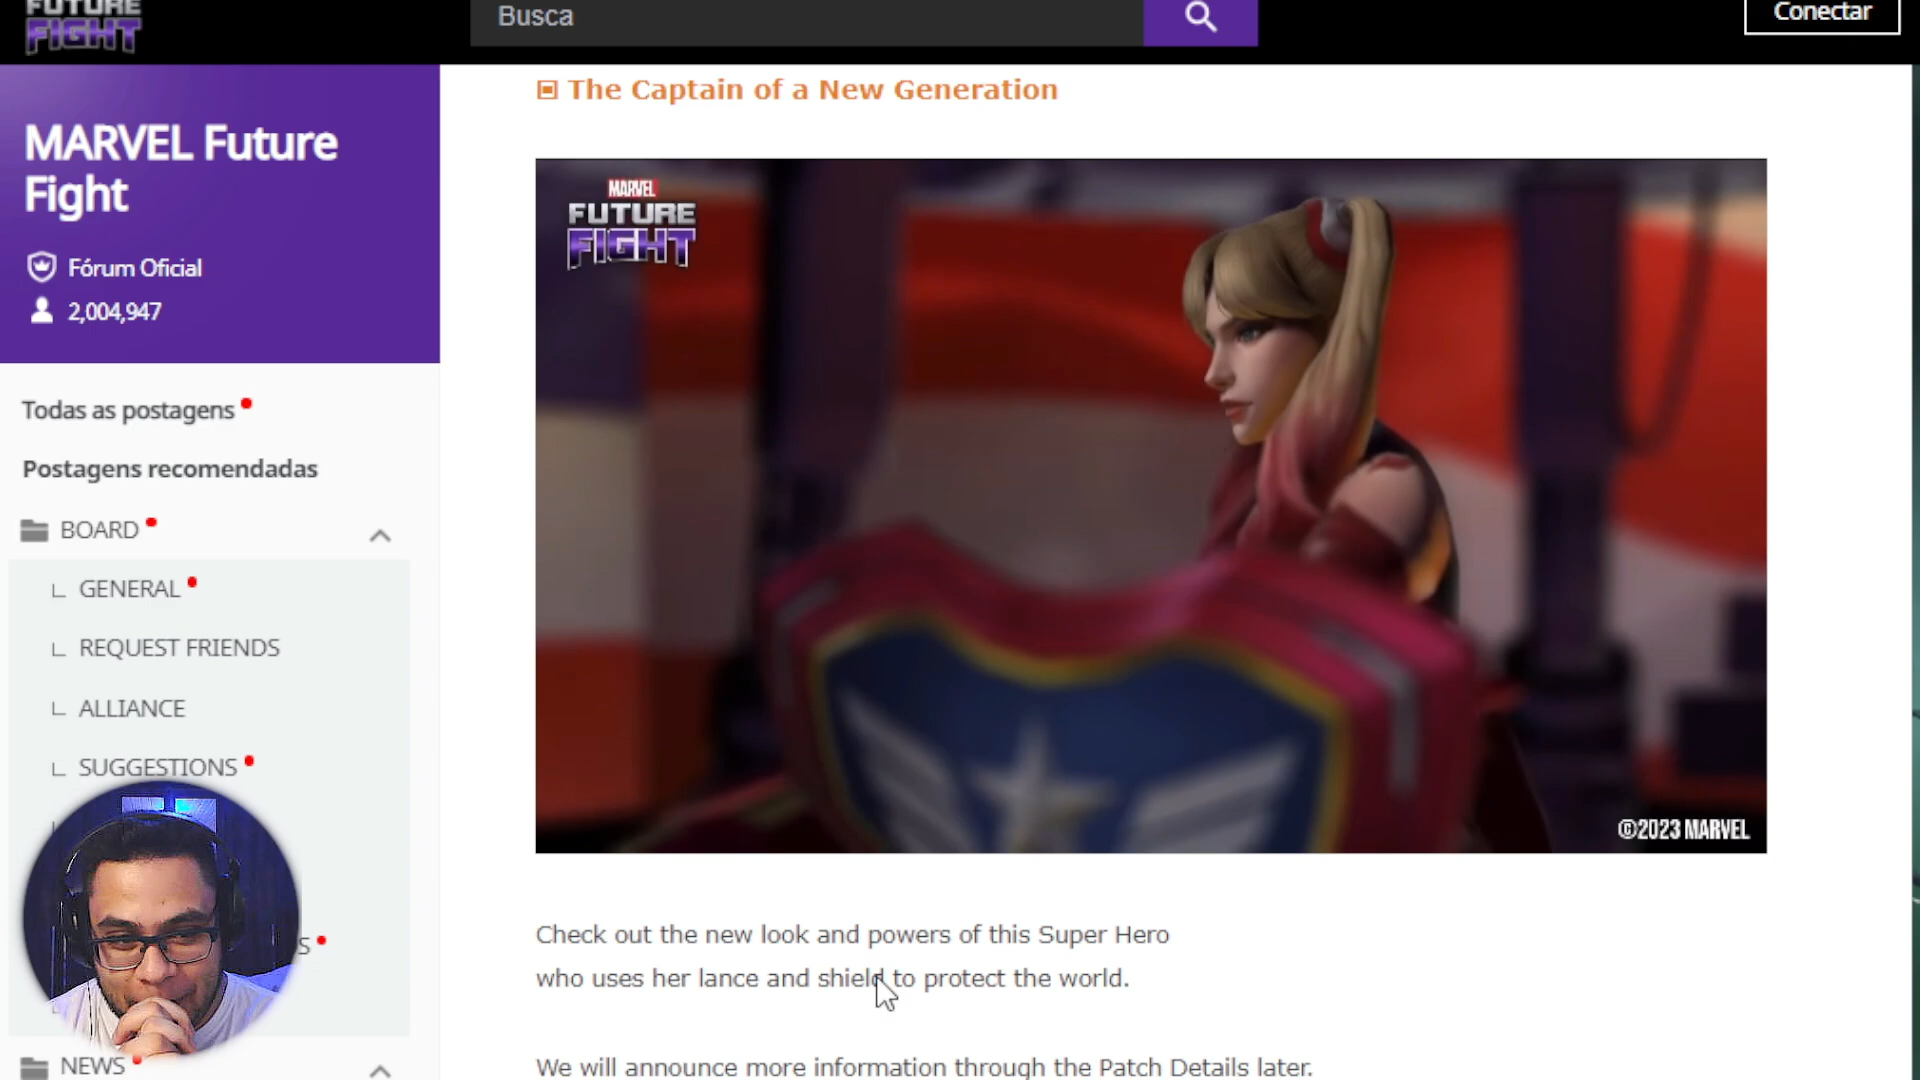 FUTURE
FIGHT
Busca
Conectar
MARVEL Future
Fight
Fórum Oficial
2,004,947
Todas as postagens
Postagens recomendadas
BOARD
GENERAL
REQUEST FRIENDS
ALLIANCE
SUGGESTIONS
S
NEWS
The Captain of a New Generation
MARVEL
FUTURE
FIGHT
©2023 MARVEL
Check out the new look and powers of this Super Hero
who uses her lance and shield to protect the world.
We will announce more information through the Patch Details later.